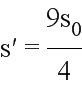 s′ = 9s₀/4